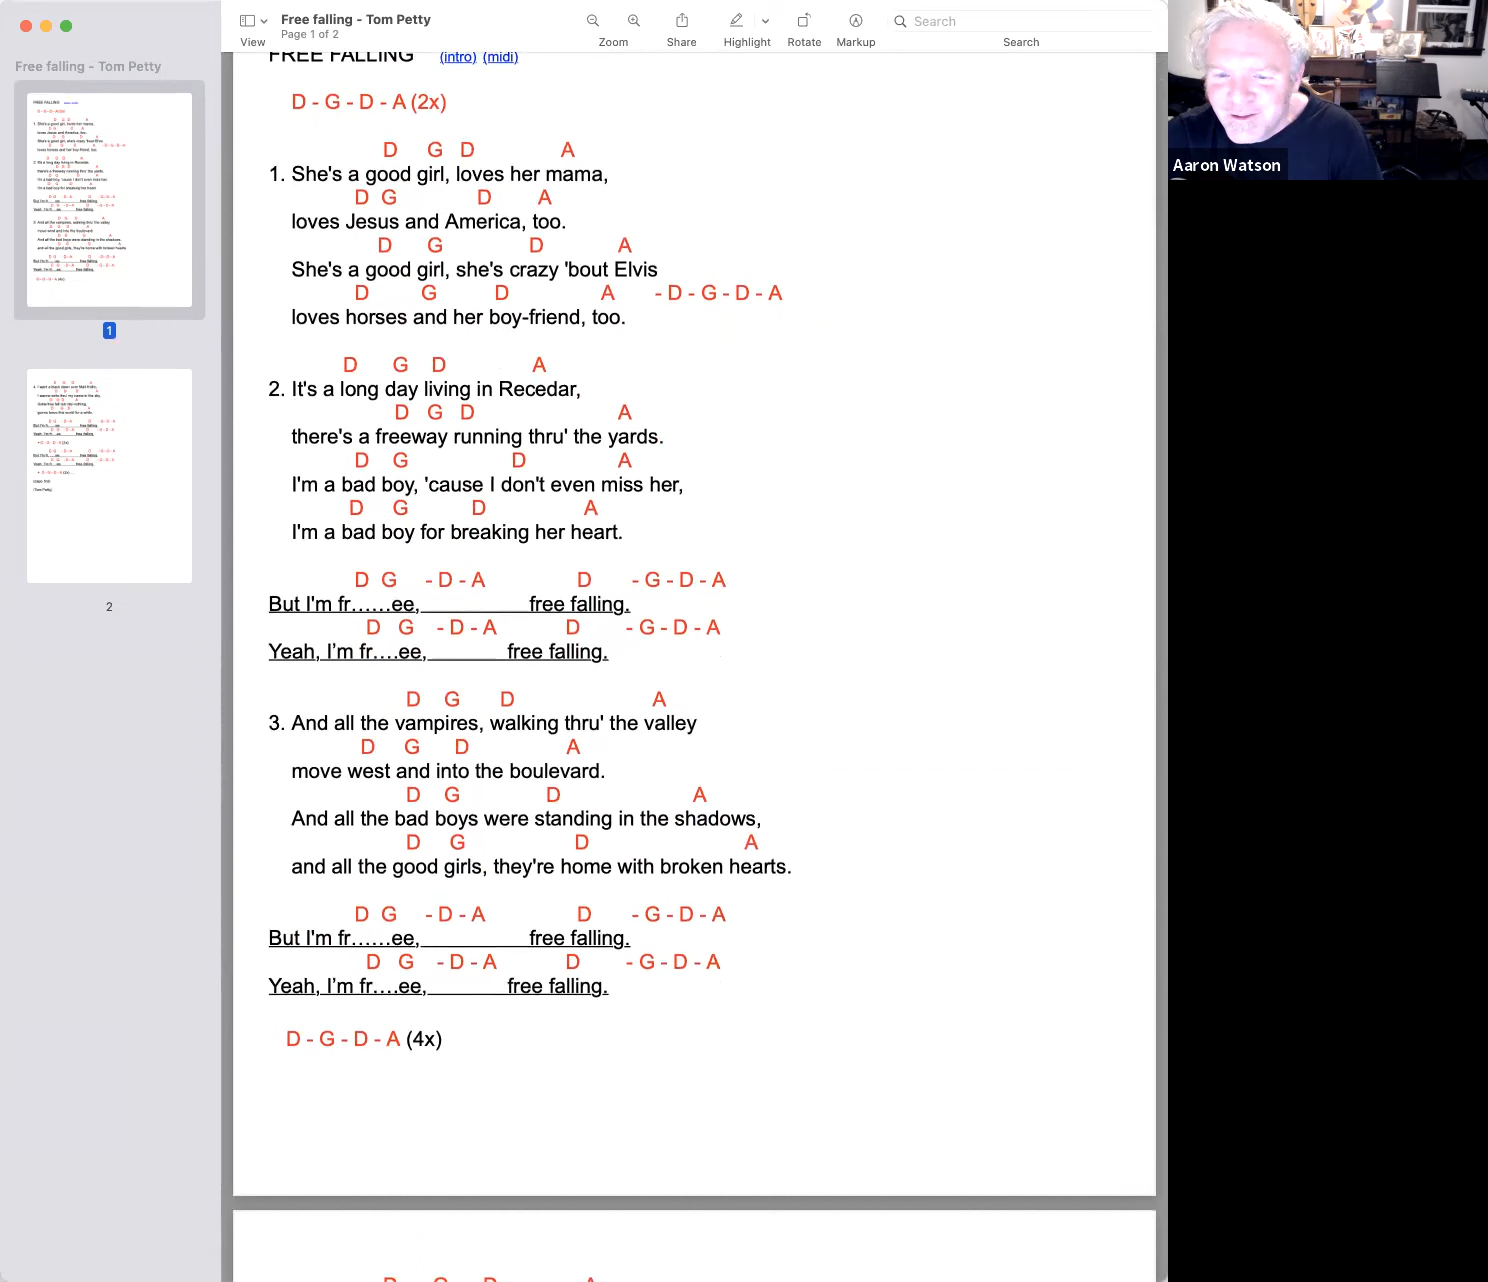 Free falling - Tom Petty
Page 1 of 2
View
Zoom
Share
Highlight
Rotate
Markup
Search
Search
Free falling - Tom Petty
1
2
Aaron Watson
FREE FALLING (intro) (midi)
D - G - D - A (2x)
D G D A
1. She's a good girl, loves her mama,
D G D A
loves Jesus and America, too.
D G D A
She's a good girl, she's crazy 'bout Elvis
D G D A - D - G - D - A
loves horses and her boy-friend, too.
D G D A
2. It's a long day living in Recedar,
D G D A
there's a freeway running thru' the yards.
D G D A
I'm a bad boy, 'cause I don't even miss her,
D G D A
I'm a bad boy for breaking her heart.
D G - D - A D - G - D - A
But I'm fr……ee,__________ free falling.
D G - D - A D - G - D - A
Yeah, I’m fr….ee,_______ free falling.
D G D A
3. And all the vampires, walking thru' the valley
D G D A
move west and into the boulevard.
D G D A
And all the bad boys were standing in the shadows,
D G D A
and all the good girls, they're home with broken hearts.
D G - D - A D - G - D - A
But I'm fr……ee,__________ free falling.
D G - D - A D - G - D - A
Yeah, I’m fr….ee,_______ free falling.
D - G - D - A (4x)